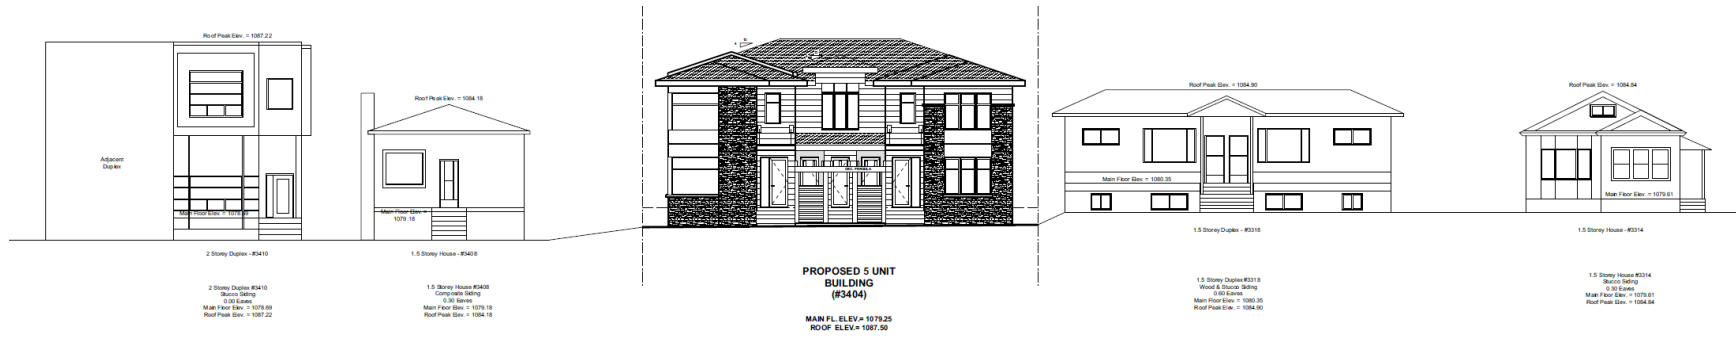 Roof Peak Elev. = 1087.22
Adjacent
Duplex
Main Floor Elev. = 1078.69
2 Storey Duplex - #3410
2 Storey Duplex #3410
Stucco Siding
0.00 Eaves
Main Floor Elev. = 1078.69
Roof Peak Elev. = 1087.22
Roof Peak Elev. = 1084.18
Main Floor Elev. =
1079.18
1.5 Storey House - #3408
1.5 Storey House #3408
Composite Siding
0.30 Eaves
Main Floor Elev. = 1079.18
Roof Peak Elev. = 1084.18
PROPOSED 5 UNIT
BUILDING
(#3404)
MAIN FL. ELEV.= 1079.25
ROOF ELEV.= 1087.50
Roof Peak Elev. = 1084.90
Main Floor Elev. = 1080.35
1.5 Storey Duplex - #3318
1.5 Storey Duplex #3318
Wood & Stucco Siding
0.60 Eaves
Main Floor Elev. = 1080.35
Roof Peak Elev. = 1084.90
Roof Peak Elev. = 1084.84
Main Floor Elev. = 1079.61
1.5 Storey House - #3314
1.5 Storey House #3314
Stucco Siding
0.30 Eaves
Main Floor Elev. = 1079.61
Roof Peak Elev. = 1084.84